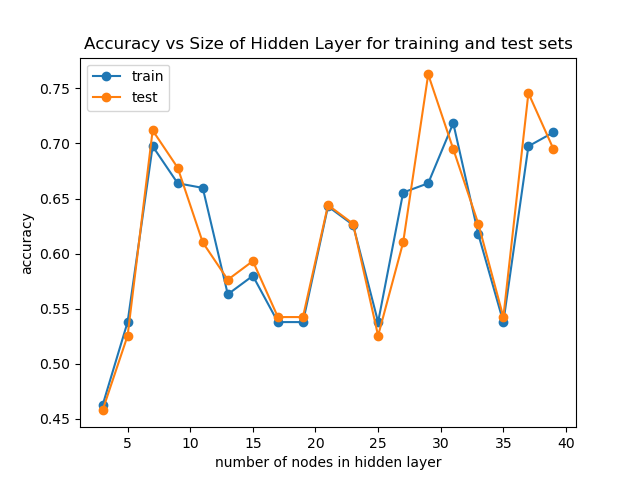 Accuracy vs Size of Hidden Layer for training and test sets
train
test
0.75
0.70
0.65
0.60
0.55
0.50
0.45
accuracy
5 10 15 20 25 30 35 40
number of nodes in hidden layer